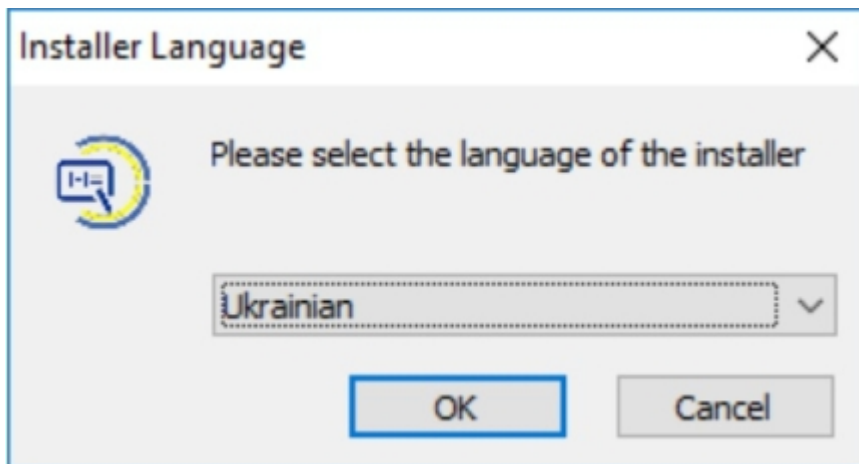 Installer Language
Please select the language of the installer
Ukrainian
OK
Cancel